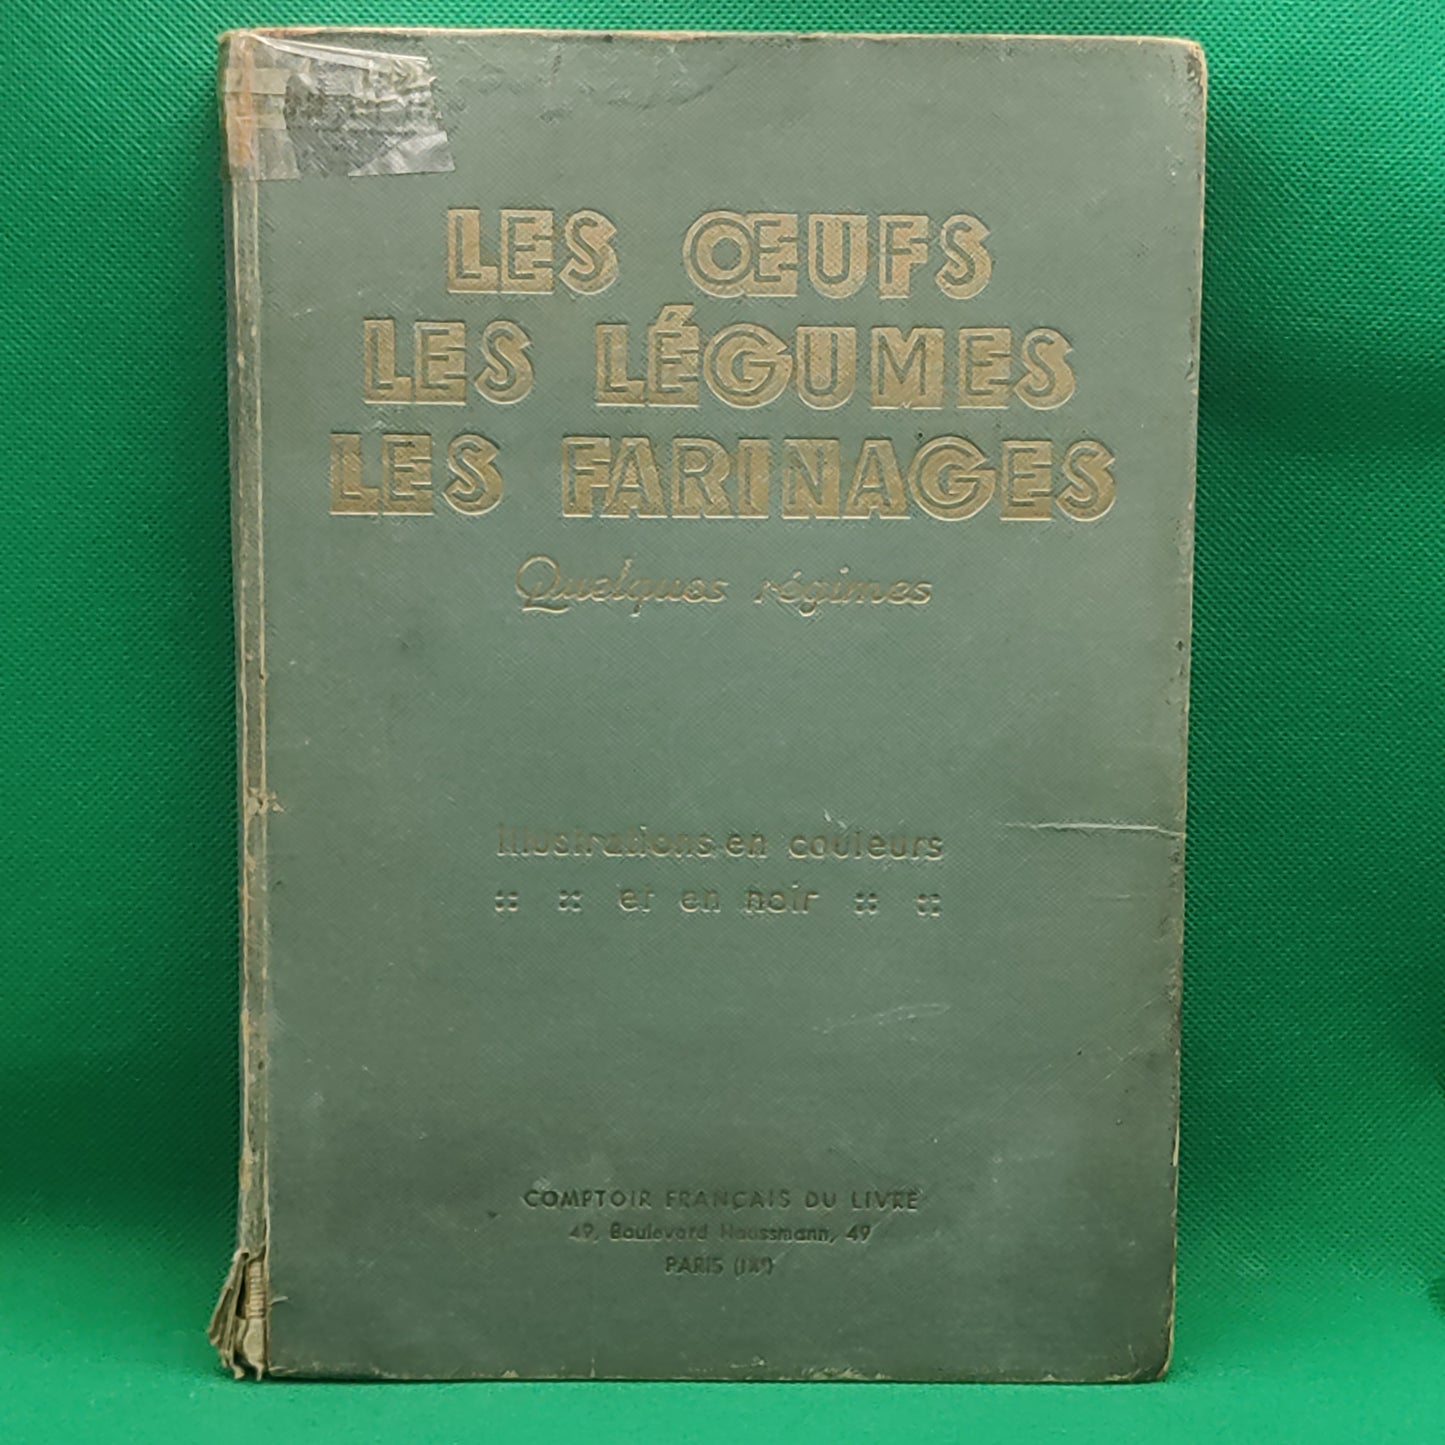 LES ŒUFS
LES LÉGUMES
LES FARINAGES
Quelques régimes
illustrations en couleurs
et en noir
COMPTOIR FRANÇAIS DU LIVRE
49, Boulevard Haussmann, 49
PARIS (IXᵉ)